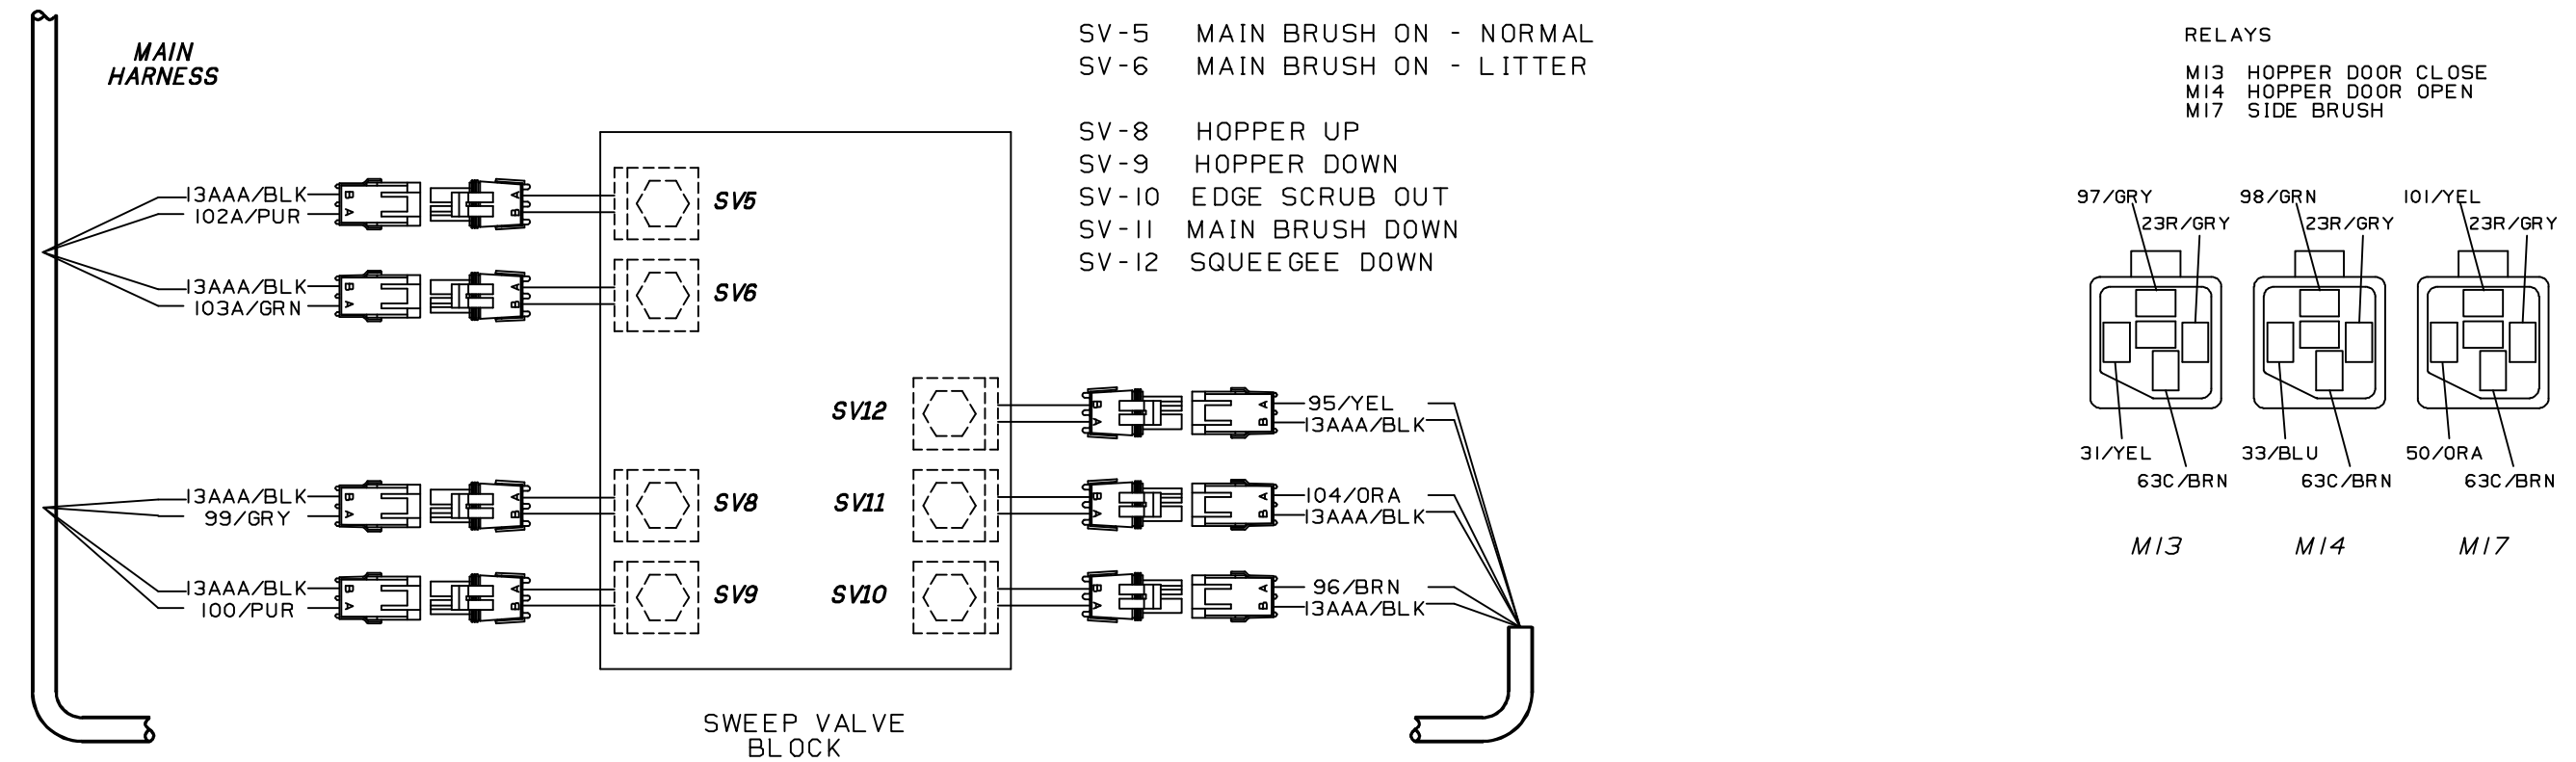 MAIN
HARNESS
SV-5 MAIN BRUSH ON - NORMAL
SV-6 MAIN BRUSH ON - LITTER
SV-8 HOPPER UP
SV-9 HOPPER DOWN
SV-10 EDGE SCRUB OUT
SV-11 MAIN BRUSH DOWN
SV-12 SQUEEGEE DOWN
RELAYS
M13 HOPPER DOOR CLOSE
M14 HOPPER DOOR OPEN
M17 SIDE BRUSH
13AAA/BLK B A SV5
102A/PUR A B
13AAA/BLK B A SV6
103A/GRN A B
SV12 B A 95/YEL
A B 13AAA/BLK
13AAA/BLK B A SV8
99/GRY A B
SV11 B A 104/ORA
A B 13AAA/BLK
13AAA/BLK B A SV9
100/PUR A B
SV10 B A 96/BRN
A B 13AAA/BLK
SWEEP VALVE
BLOCK
97/GRY 98/GRN 101/YEL
23R/GRY 23R/GRY 23R/GRY
31/YEL 33/BLU 50/ORA
63C/BRN 63C/BRN 63C/BRN
M13 M14 M17